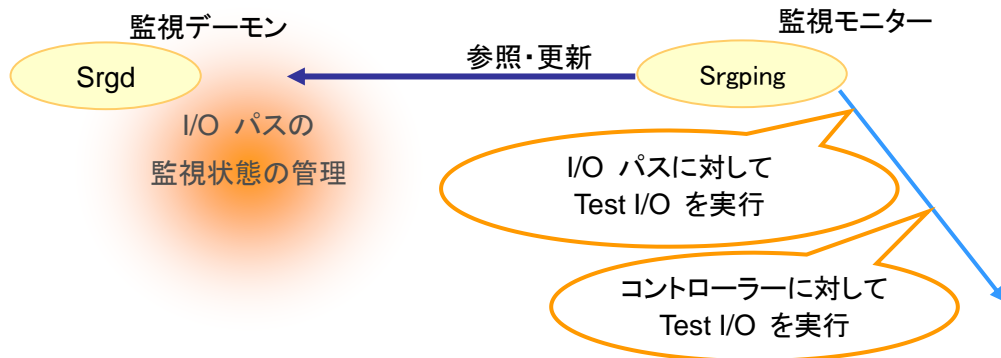 監視デーモン
監視モニター
Srgd
参照・更新
Srgping
I/O パスの
監視状態の管理
I/O パスに対して
Test I/O を実行
コントローラーに対して
Test I/O を実行